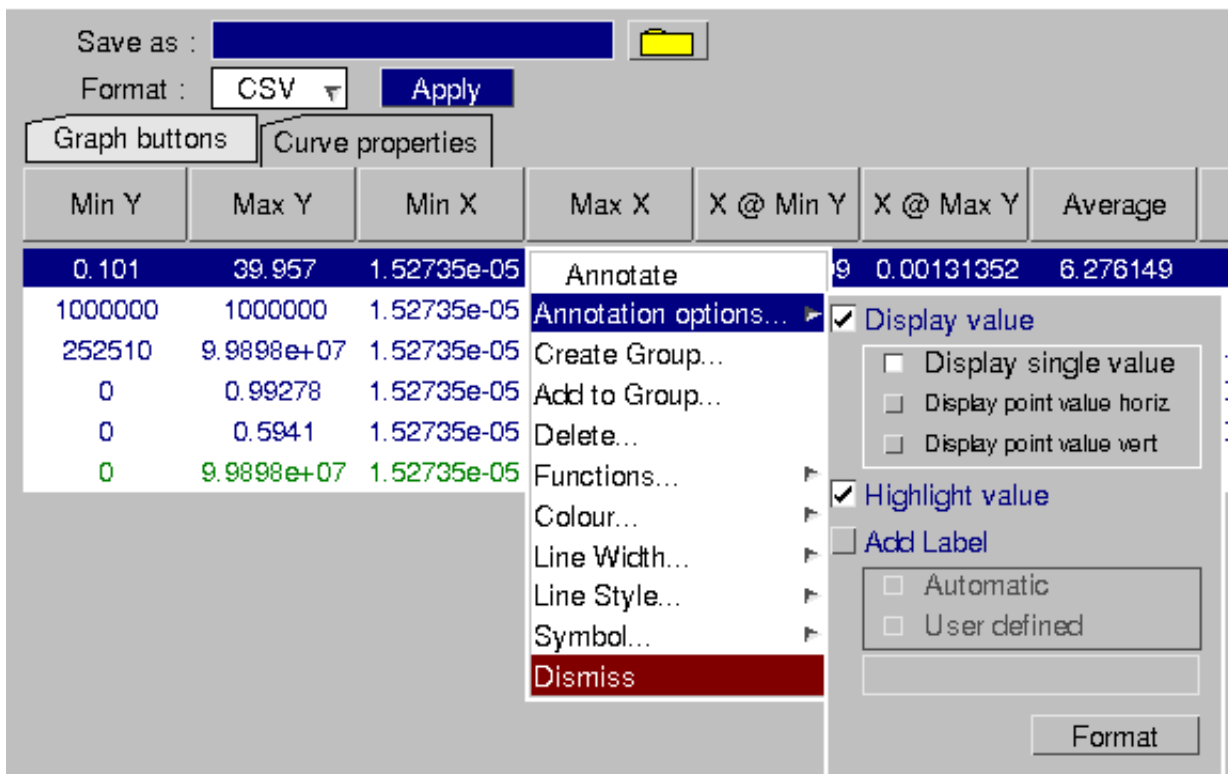 Save as :
Format : CSV Apply
Graph buttons Curve properties
Min Y Max Y Min X Max X X @ Min Y X @ Max Y Average
0.101 39.957 1.52735e-05 Annotate 0.00131352 6.276149
1000000 1000000 1.52735e-05 Annotation options... Display value
252510 9.9898e+07 1.52735e-05 Create Group... Display single value
0 0.99278 1.52735e-05 Add to Group... Display point value horiz
0 0.5941 1.52735e-05 Delete... Display point value vert
0 9.9898e+07 1.52735e-05 Functions... Highlight value
Colour... Add Label
Line Width...
Line Style... Automatic
Symbol... User defined
Dismiss
Format